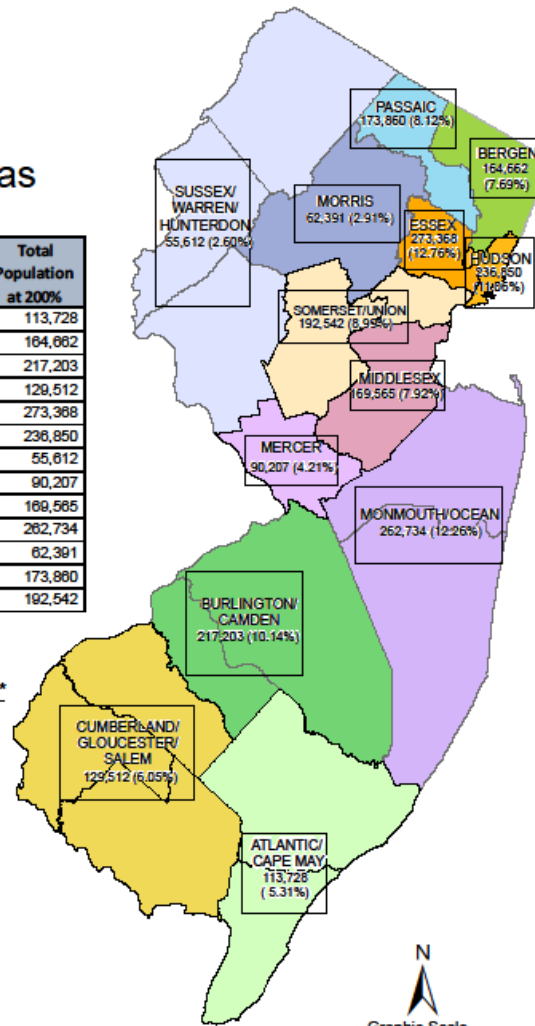 as
Total
Population
at 200%
113,728
164,662
217,203
129,512
273,368
236,850
55,612
90,207
169,565
262,734
62,391
173,860
192,542
*
PASSAIC
173,860 (8.12%)
BERGEN
164,662
(7.69%)
SUSSEX/
WARREN/
HUNTERDON
55,612 (2.60%)
MORRIS
62,391 (2.91%)
ESSEX
273,368
(12.76%)
HUDSON
236,850
(11.06%)
SOMERSET/UNION
192,542 (8.99%)
MIDDLESEX
169,565 (7.92%)
MERCER
90,207 (4.21%)
MONMOUTH/OCEAN
262,734 (12.26%)
BURLINGTON/
CAMDEN
217,203 (10.14%)
CUMBERLAND/
GLOUCESTER/
SALEM
129,512 (6.05%)
ATLANTIC/
CAPE MAY
113,728
( 5.31%)
N
Graphic Scale